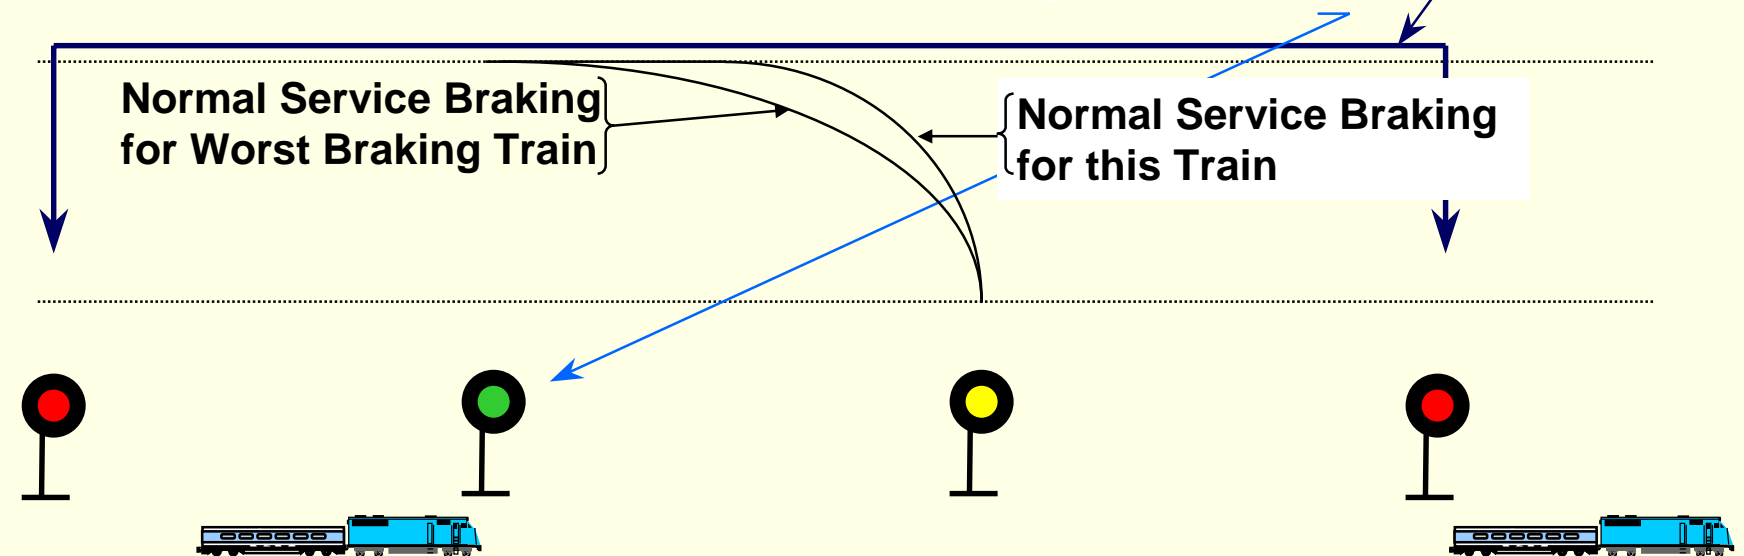 Normal Service Braking
for Worst Braking Train
Normal Service Braking
for this Train